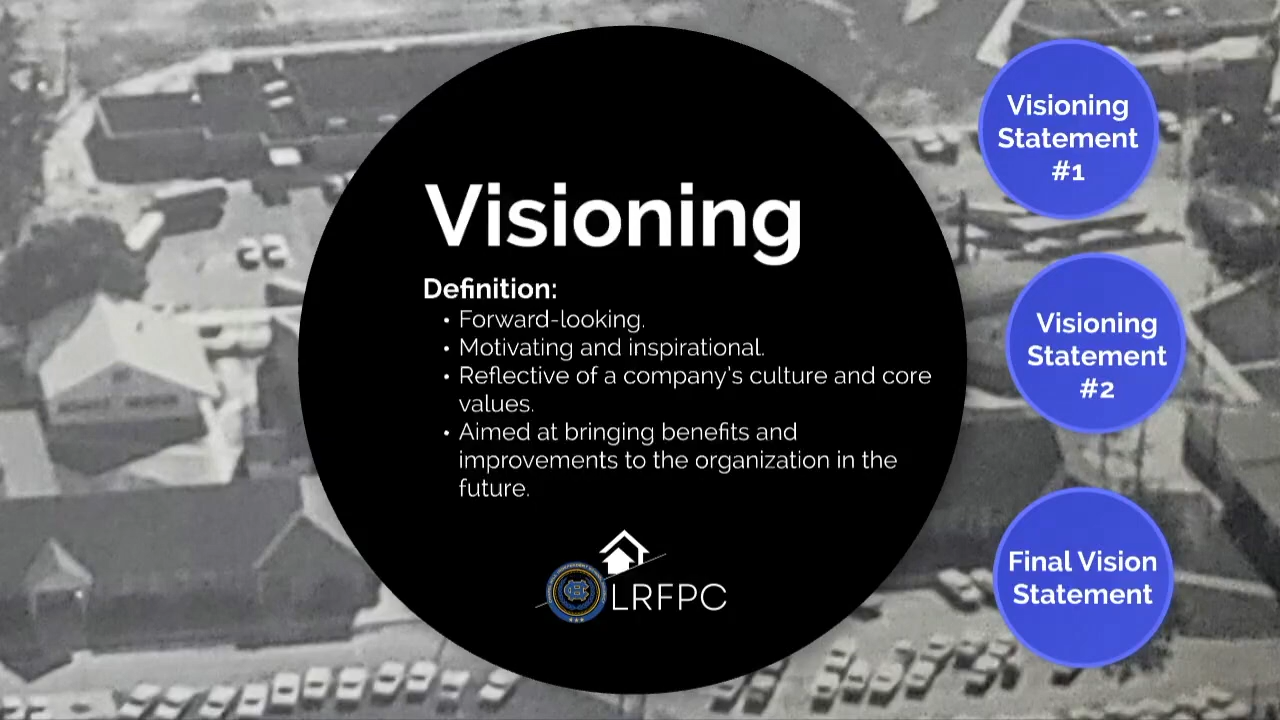 Visioning
Definition:
• Forward-looking.
• Motivating and inspirational.
• Reflective of a company's culture and core
values.
• Aimed at bringing benefits and
improvements to the organization in the
future.
LRFPC
Visioning
Statement
#1
Visioning
Statement
#2
Final Vision
Statement